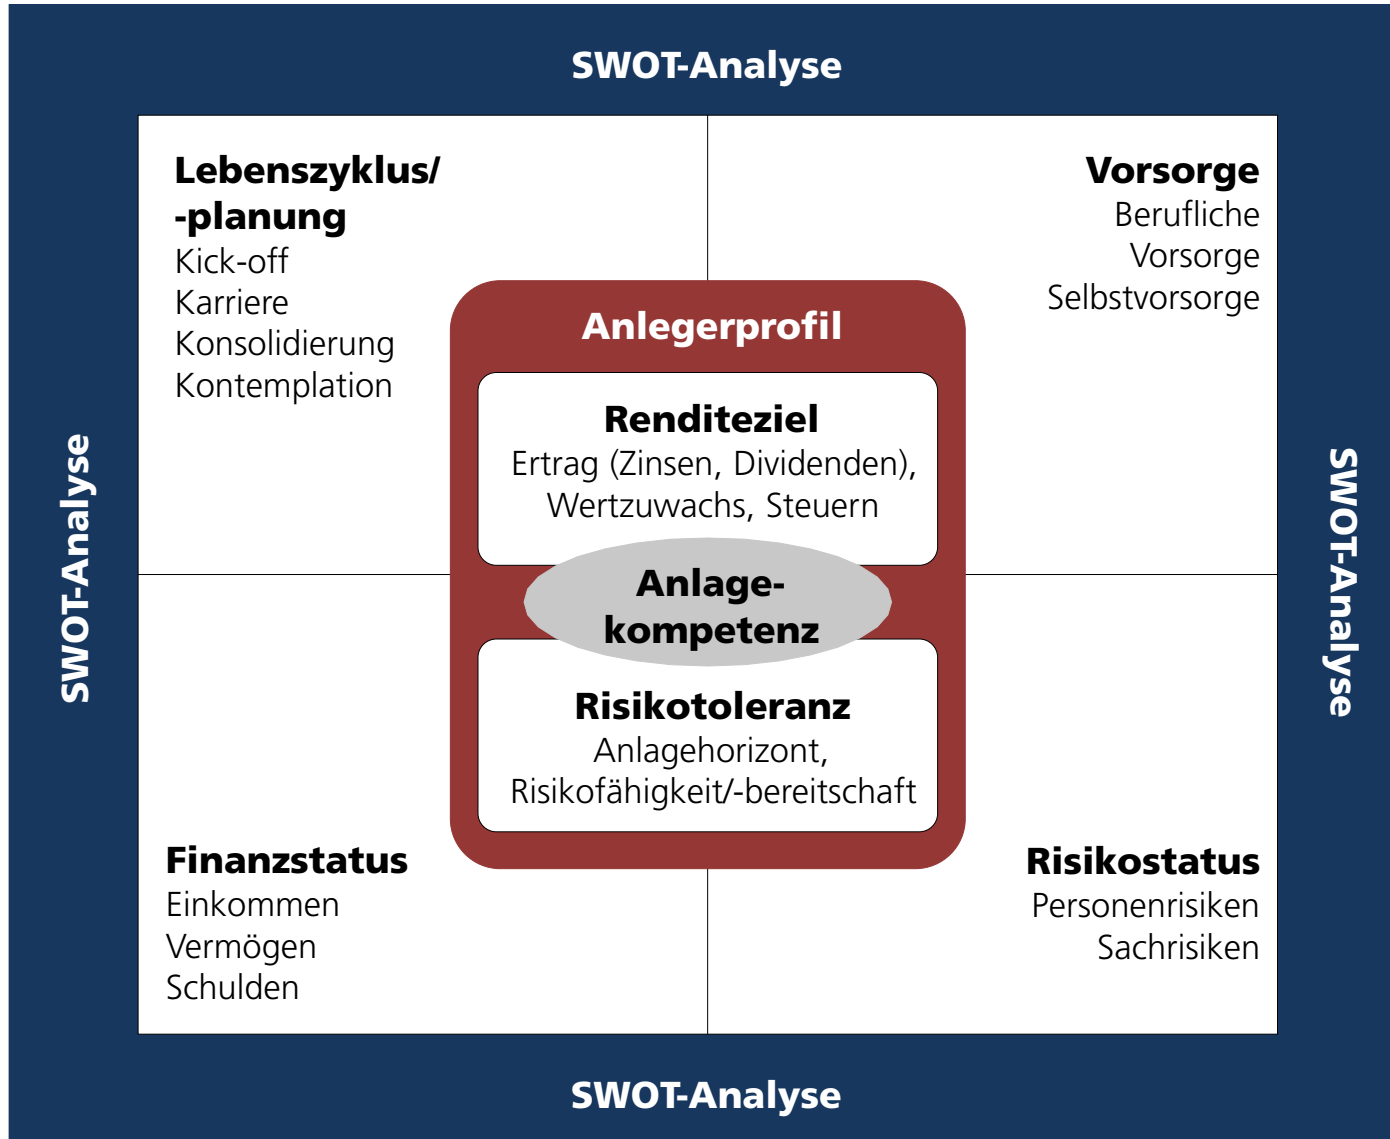 SWOT-Analyse
Lebenszyklus/
-planung
Kick-off
Karriere
Konsolidierung
Kontemplation
Vorsorge
Berufliche
Vorsorge
Selbstvorsorge
SWOT-Analyse
Anlegerprofil
Renditeziel
Ertrag (Zinsen, Dividenden),
Wertzuwachs, Steuern
Anlage-
kompetenz
Risikotoleranz
Anlagehorizont,
Risikofähigkeit/-bereitschaft
SWOT-Analyse
Finanzstatus
Einkommen
Vermögen
Schulden
Risikostatus
Personenrisiken
Sachrisiken
SWOT-Analyse